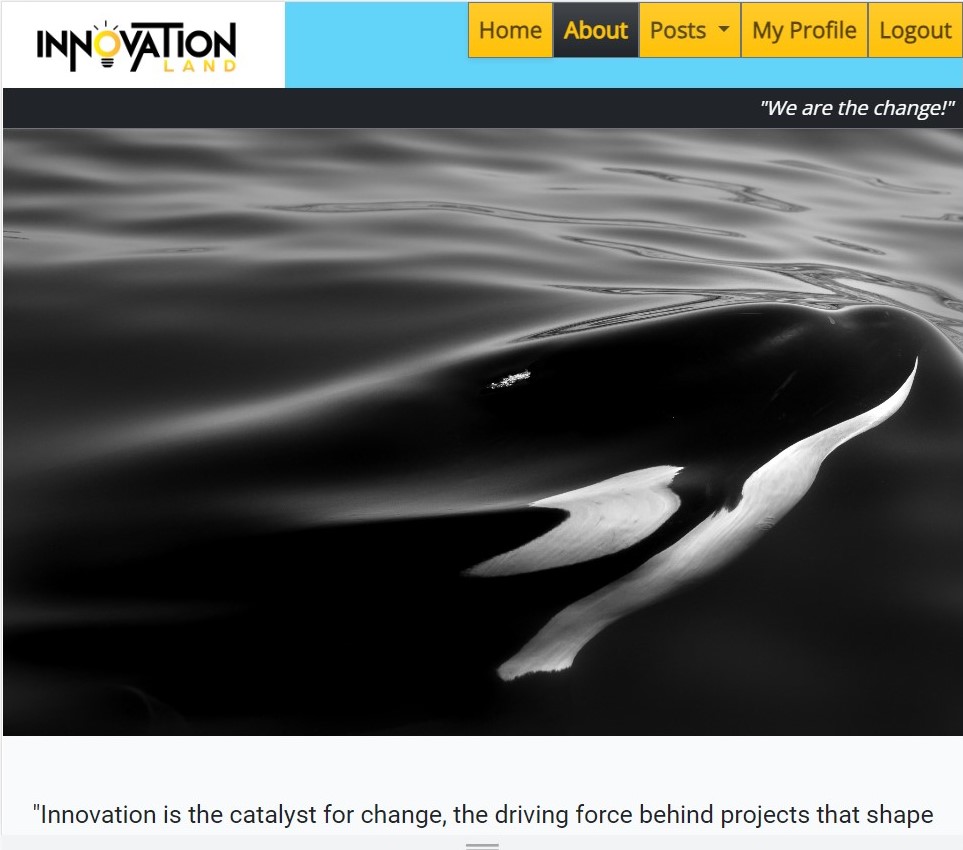 INNOVATION
LAND
Home About Posts My Profile Logout
"We are the change!"
"Innovation is the catalyst for change, the driving force behind projects that shape